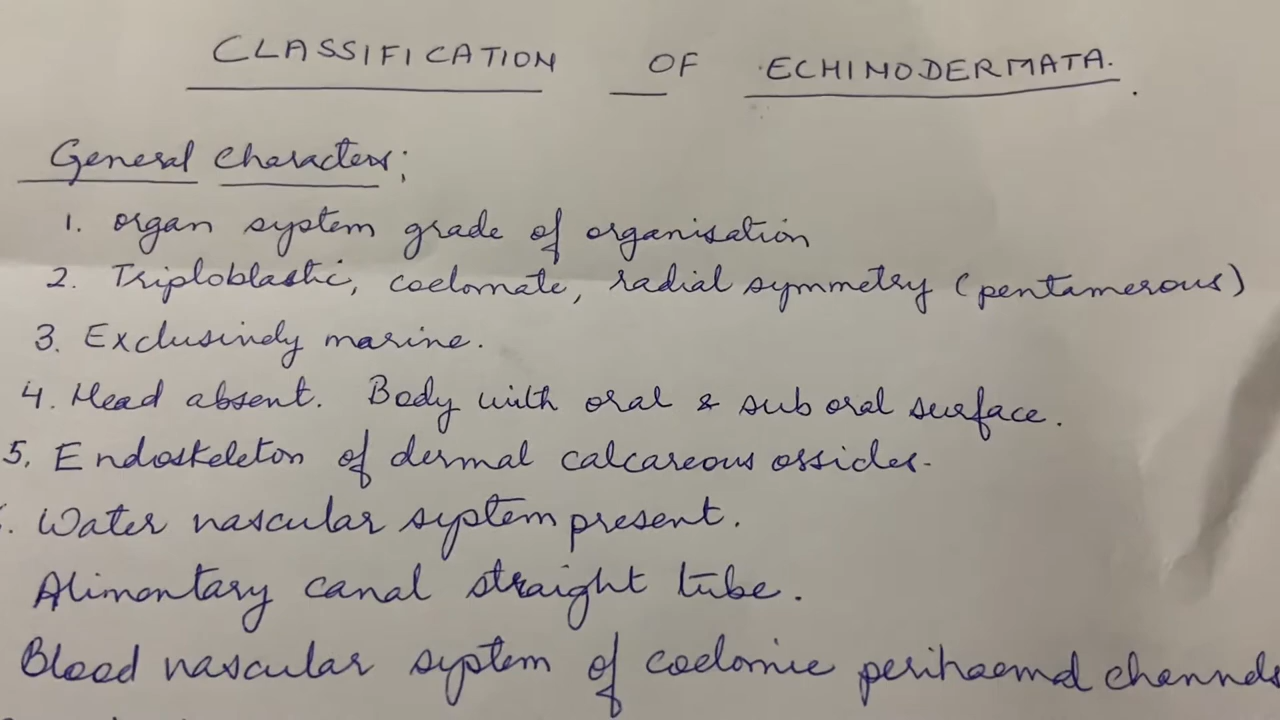 CLASSIFICATION OF ECHINODERMATA.
General Characters:
1. organ system grade of organisation
2. Triploblastic, coelomate, radial symmetry (pentamerous)
3. Exclusively marine.
4. Head absent. Body with oral & sub oral surface.
5. Endoskeleton of dermal calcareous ossicles.
. Water vascular system present.
Alimentary canal straight tube.
Blood vascular system of coelomic perihaemal channels